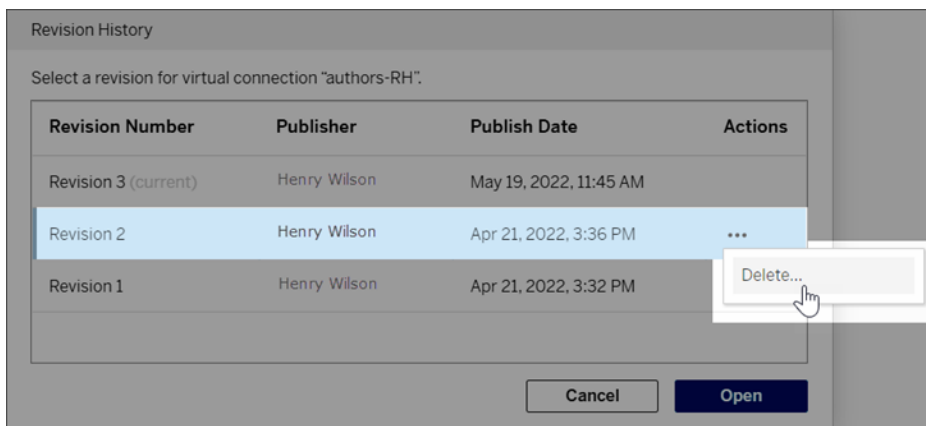 Revision History
Select a revision for virtual connection “authors-RH”.
Revision Number Publisher Publish Date Actions
Revision 3 (current) Henry Wilson May 19, 2022, 11:45 AM
Revision 2 Henry Wilson Apr 21, 2022, 3:36 PM •••
Delete...
Revision 1 Henry Wilson Apr 21, 2022, 3:32 PM
Cancel Open